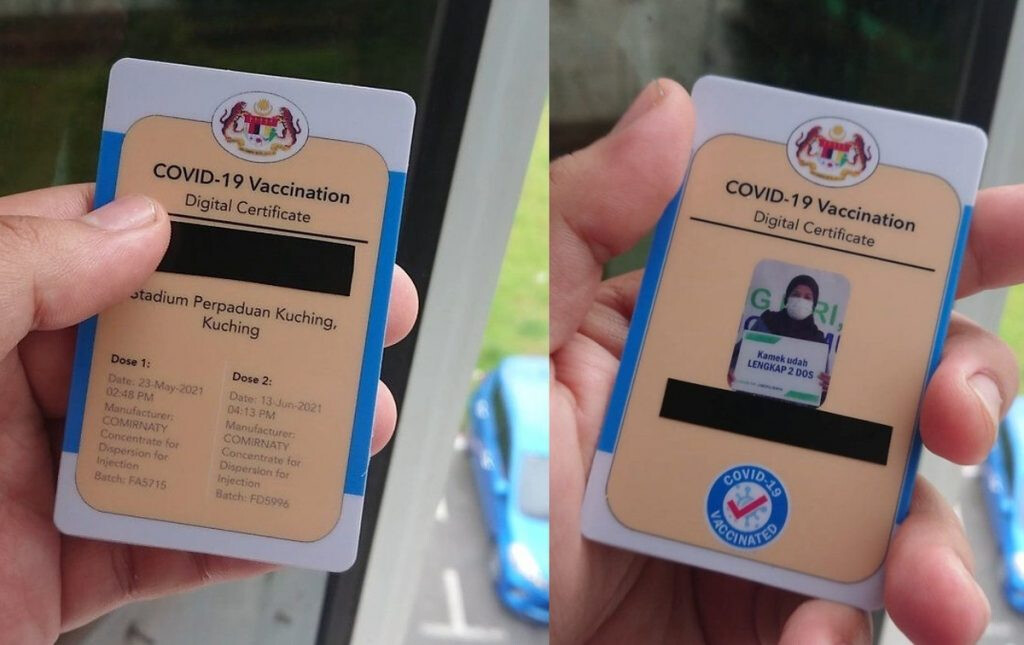 COVID-19 Vaccination
Digital Certificate
Stadium Perpaduan Kuching,
Kuching
Dose 1:
Date: 23-May-2021
02:48 PM
Manufacturer:
COMIRNATY
Concentrate for
Dispersion for
Injection
Batch: FA5715
Dose 2:
Date: 13-Jun-2021
04:13 PM
Manufacturer:
COMIRNATY
Concentrate for
Dispersion for
Injection
Batch: FD5996
COVID-19 Vaccination
Digital Certificate
Kamek udah
LENGKAP 2 DOS
COVID-19
VACCINATED